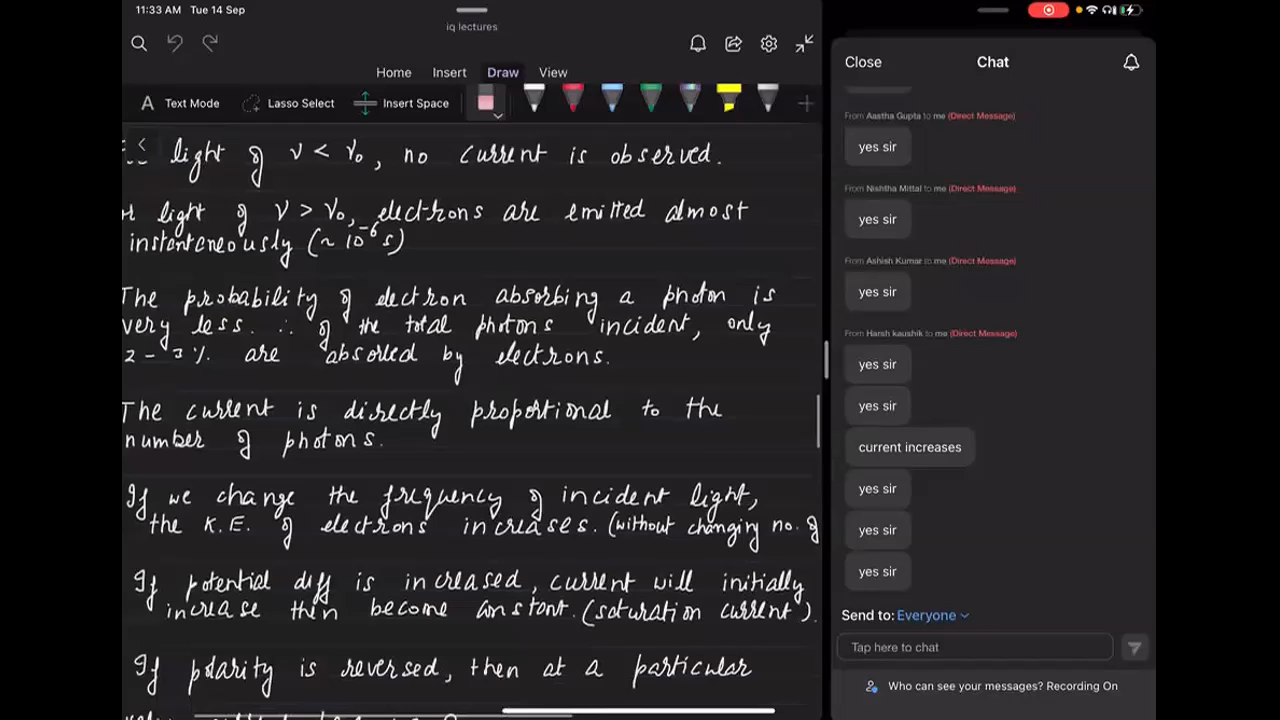 11:33 AM Tue 14 Sep
iq lectures
Home Insert Draw View
A Text Mode Lasso Select Insert Space
light of ν < ν₀, no current is observed.
light of ν > ν₀, electrons are emitted almost
instantaneously (~ 10⁻⁶ s)
The probability of electron absorbing a photon is
very less. ∴ of the total photons incident, only
2 - 3 % are absorbed by electrons.
The current is directly proportional to the
number of photons.
If we change the frequency of incident light,
the K.E. of electrons increases. (without changing no. of
If potential diff is increased, current will initially
increase then become constant. (saturation current).
If polarity is reversed, then at a particular
Close Chat
From Aastha Gupta to me (Direct Message)
yes sir
From Nishtha Mittal to me (Direct Message)
yes sir
From Ashish Kumar to me (Direct Message)
yes sir
From Harsh kaushik to me (Direct Message)
yes sir
yes sir
current increases
yes sir
yes sir
yes sir
Send to: Everyone
Tap here to chat
Who can see your messages? Recording On